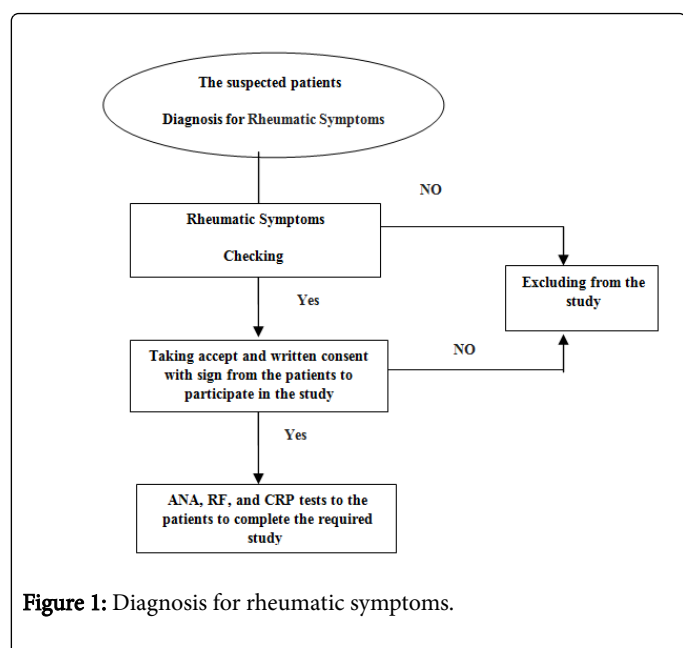 The suspected patients
Diagnosis for Rheumatic Symptoms
NO
Rheumatic Symptoms
Checking
Excluding from the
study
Yes
Taking accept and written consent
with sign from the patients to
participate in the study
NO
Yes
ANA, RF, and CRP tests to the
patients to complete the required
study
Figure 1: Diagnosis for rheumatic symptoms.